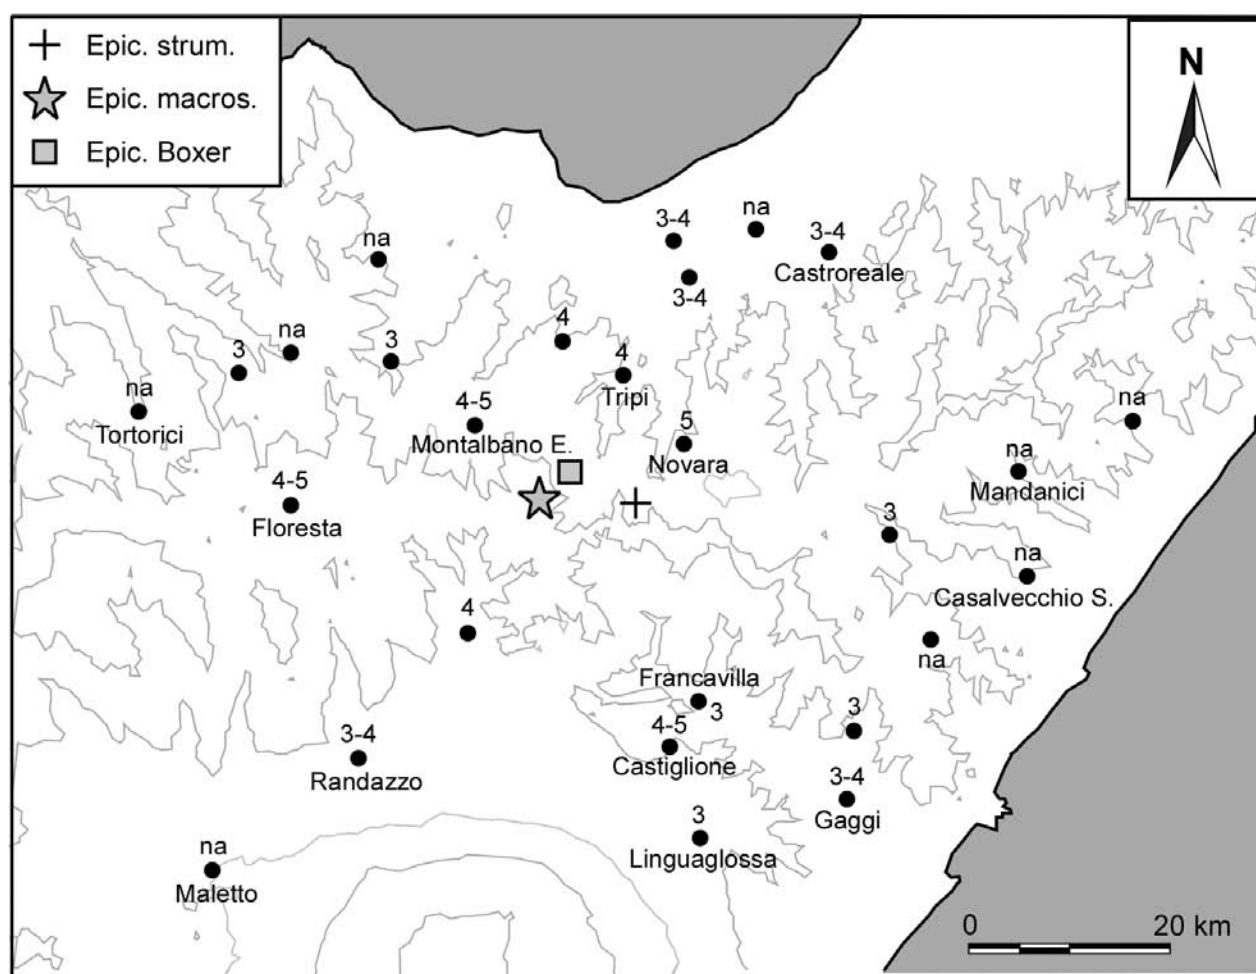 Epic. strum.
Epic. macros.
Epic. Boxer
N
3-4
na
3-4
Castroreale
na
3-4
4
na
3
3
4
Tripi
na
Tortorici
4-5
Montalbano E.
5
Novara
na
na
Mandanici
4-5
Floresta
3
na
Casalvecchio S.
4
na
Francavilla
3
4-5
Castiglione
3
3-4
Randazzo
3-4
Gaggi
3
Linguaglossa
na
Maletto
0 20 km